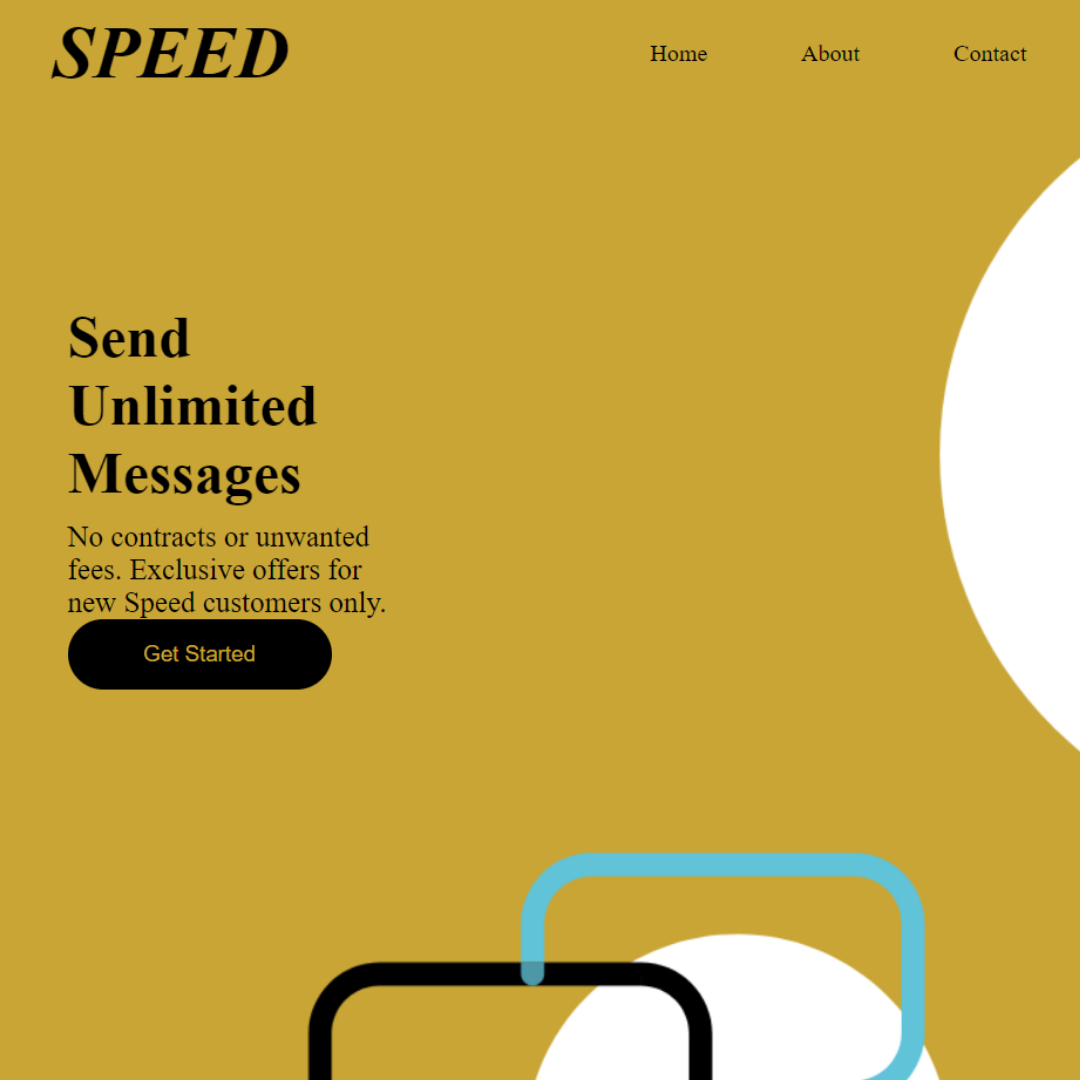 SPEED
Home About Contact
Send
Unlimited
Messages
No contracts or unwanted
fees. Exclusive offers for
new Speed customers only.
Get Started